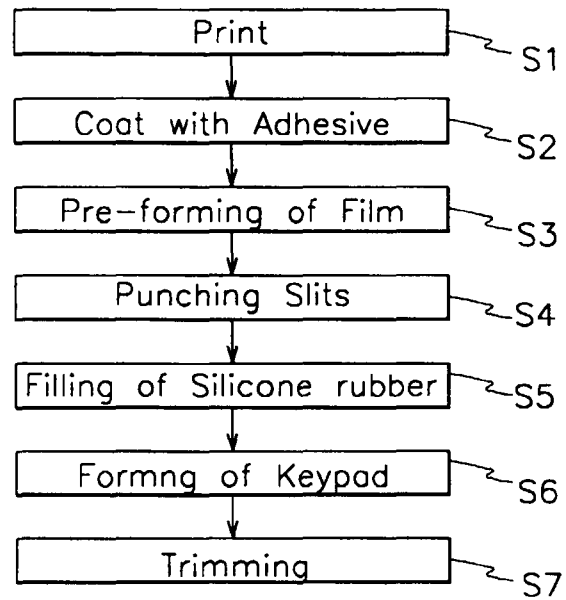 Print
S1
Coat with Adhesive
S2
Pre-forming of Film
S3
Punching Slits
S4
Filling of Silicone rubber
S5
Formng of Keypad
S6
Trimming
S7